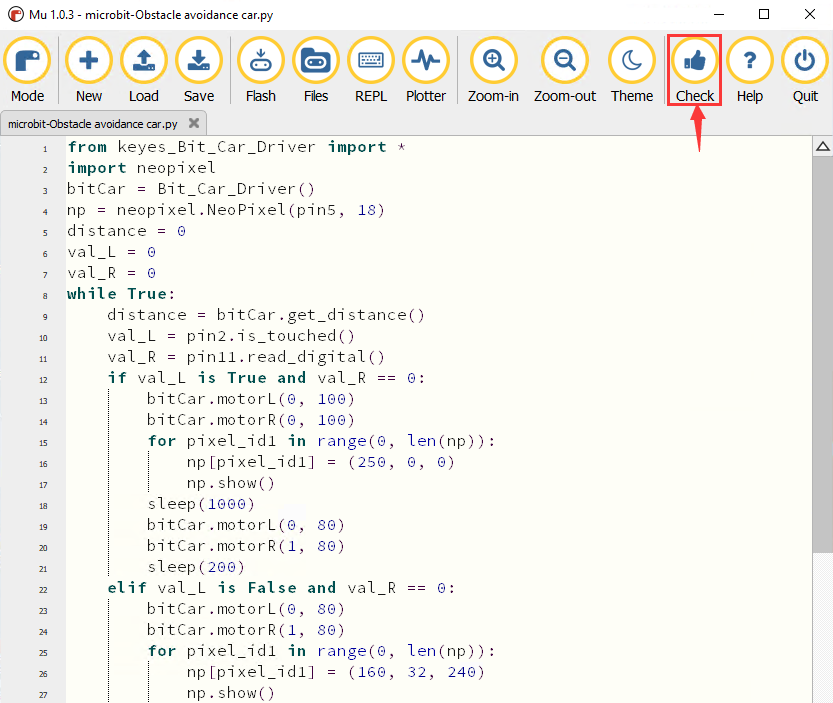 Mu 1.0.3 - microbit-Obstacle avoidance car.py
Mode New Load Save Flash Files REPL Plotter Zoom-in Zoom-out Theme Check Help Quit
microbit-Obstacle avoidance car.py
1 from keyes_Bit_Car_Driver import *
2 import neopixel
3 bitCar = Bit_Car_Driver()
4 np = neopixel.NeoPixel(pin5, 18)
5 distance = 0
6 val_L = 0
7 val_R = 0
8 while True:
9     distance = bitCar.get_distance()
10     val_L = pin2.is_touched()
11     val_R = pin11.read_digital()
12     if val_L is True and val_R == 0:
13         bitCar.motorL(0, 100)
14         bitCar.motorR(0, 100)
15         for pixel_id1 in range(0, len(np)):
16             np[pixel_id1] = (250, 0, 0)
17             np.show()
18         sleep(1000)
19         bitCar.motorL(0, 80)
20         bitCar.motorR(1, 80)
21         sleep(200)
22     elif val_L is False and val_R == 0:
23         bitCar.motorL(0, 80)
24         bitCar.motorR(1, 80)
25         for pixel_id1 in range(0, len(np)):
26             np[pixel_id1] = (160, 32, 240)
27             np.show()